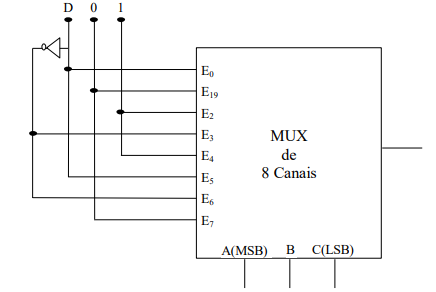 D 0 1
E0
E19
E2
E3
E4
E5
E6
E7
MUX
de
8 Canais
A(MSB) B C(LSB)